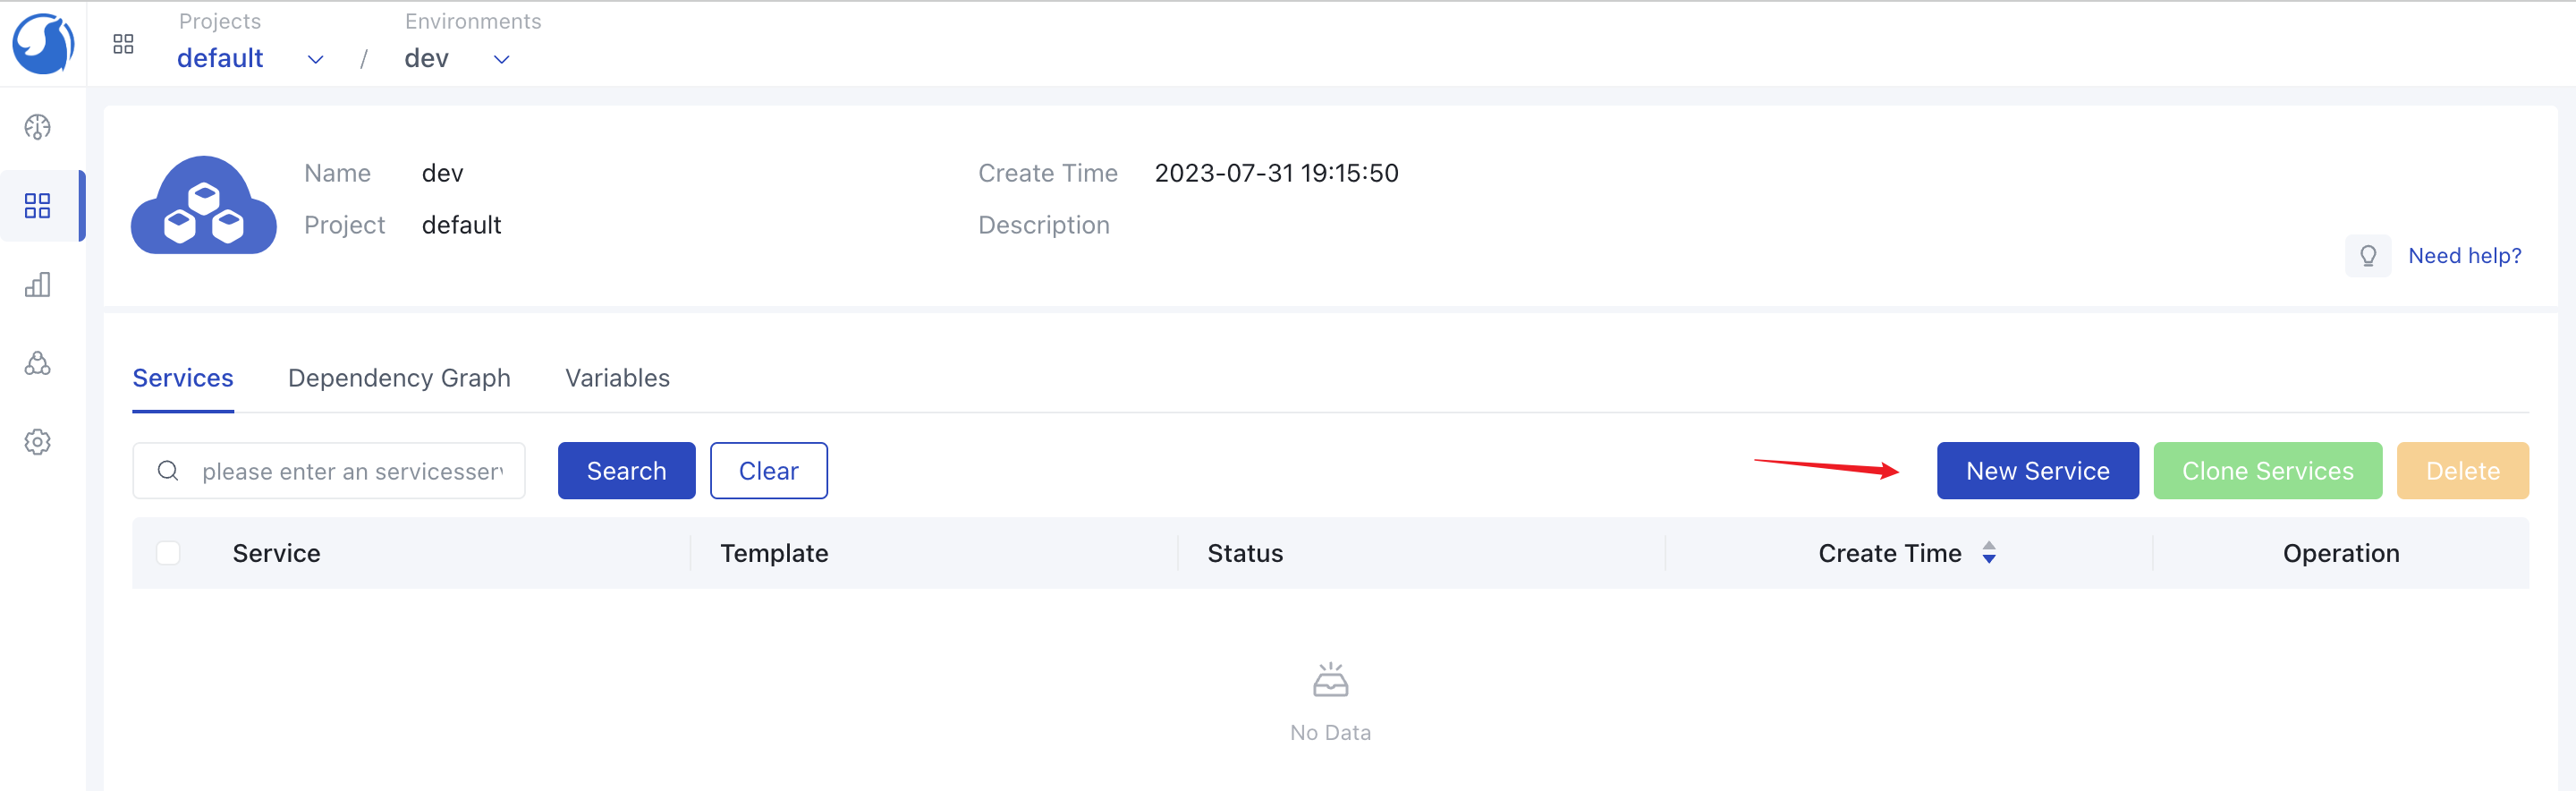 Projects
Environments
default / dev
Name dev
Create Time 2023-07-31 19:15:50
Project default
Description
Need help?
Services Dependency Graph Variables
please enter an servicesser
Search Clear New Service Clone Services Delete
Service Template Status Create Time Operation
No Data